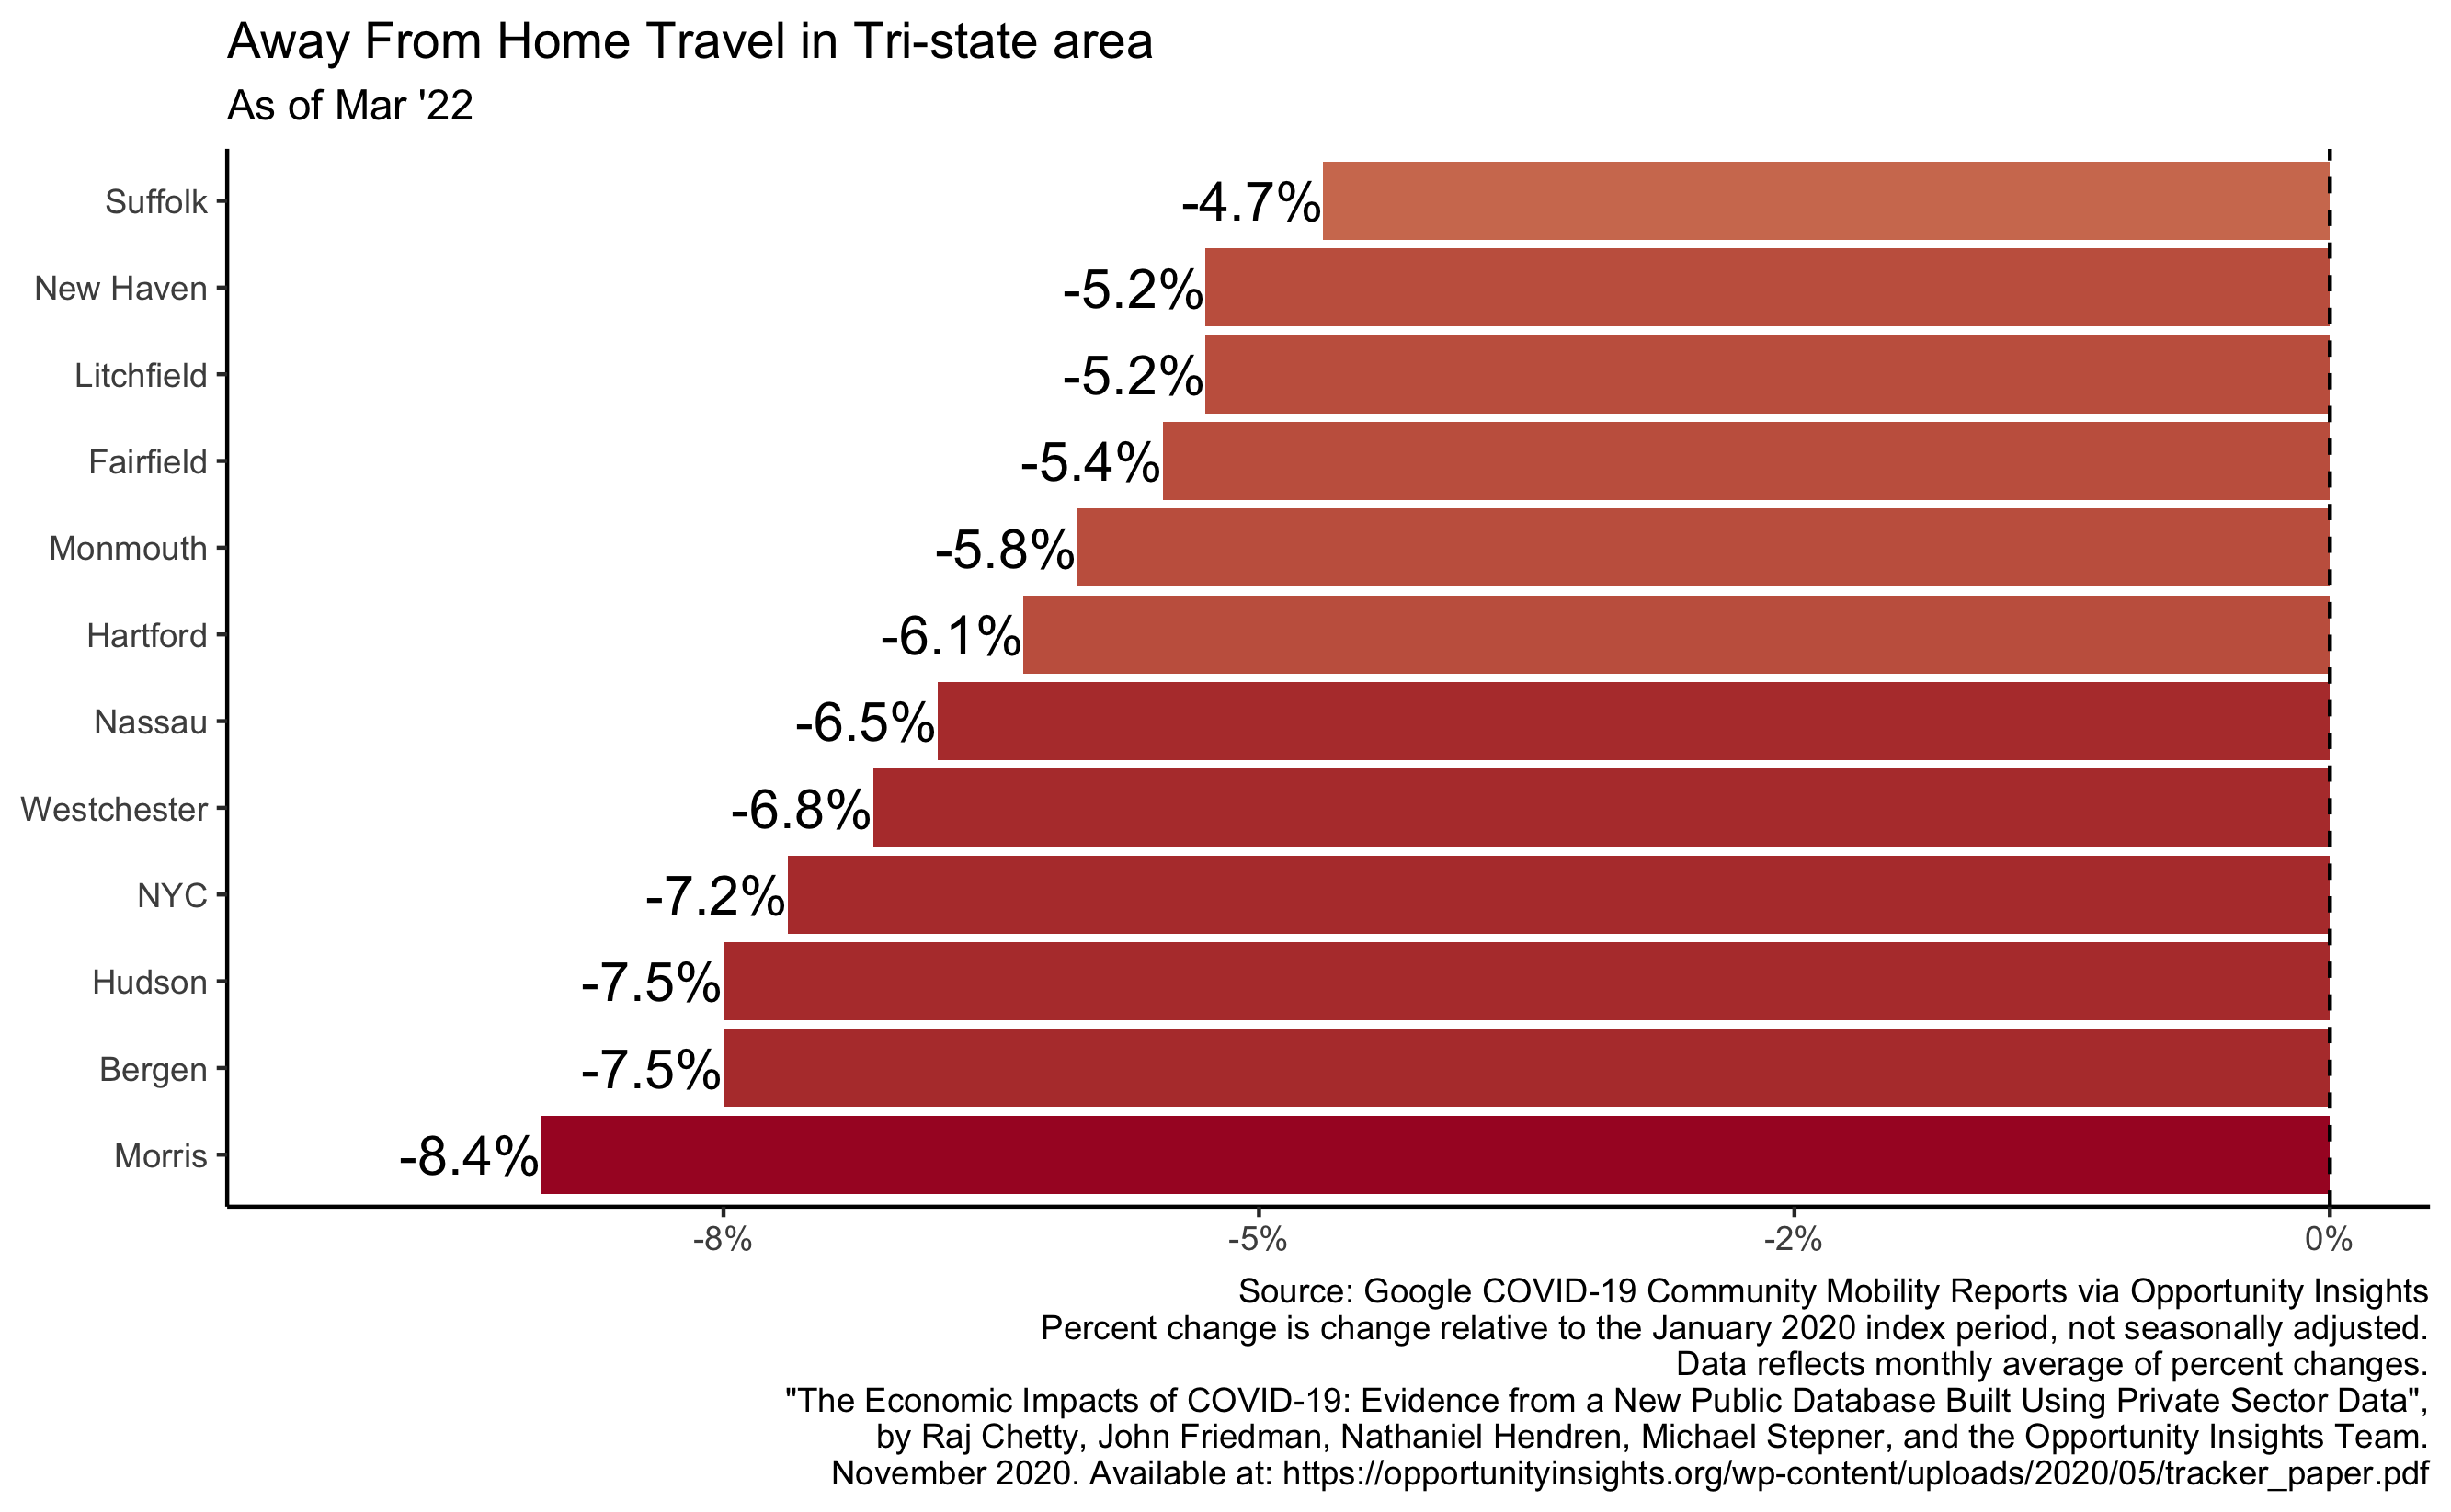 Away From Home Travel in Tri-state area
As of Mar '22
Suffolk -4.7%
New Haven -5.2%
Litchfield -5.2%
Fairfield -5.4%
Monmouth -5.8%
Hartford -6.1%
Nassau -6.5%
Westchester -6.8%
NYC -7.2%
Hudson -7.5%
Bergen -7.5%
Morris -8.4%
-8% -5% -2% 0%
Source: Google COVID-19 Community Mobility Reports via Opportunity Insights
Percent change is change relative to the January 2020 index period, not seasonally adjusted.
Data reflects monthly average of percent changes.
"The Economic Impacts of COVID-19: Evidence from a New Public Database Built Using Private Sector Data",
by Raj Chetty, John Friedman, Nathaniel Hendren, Michael Stepner, and the Opportunity Insights Team.
November 2020. Available at: https://opportunityinsights.org/wp-content/uploads/2020/05/tracker_paper.pdf